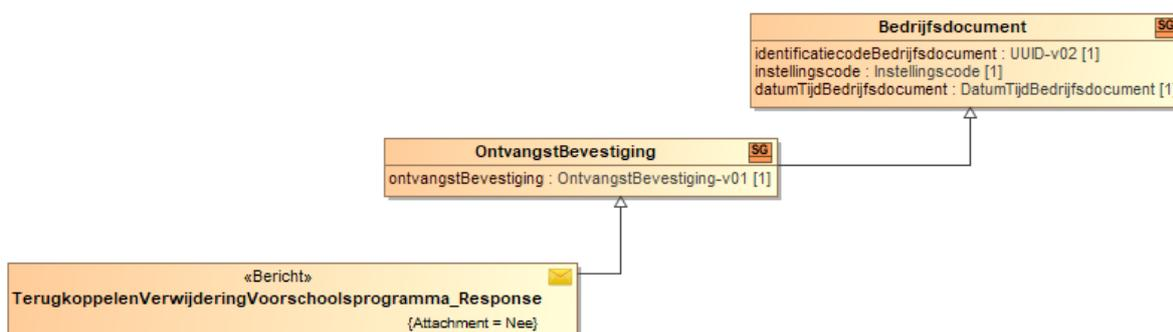 Bedrijfsdocument
SG
identificatiecodeBedrijfsdocument : UUID-v02 [1]
instellingscode : Instellingscode [1]
datumTijdBedrijfsdocument : DatumTijdBedrijfsdocument [1
OntvangstBevestiging
SG
ontvangstBevestiging : OntvangstBevestiging-v01 [1]
«Bericht»
TerugkoppelenVerwijderingVoorschoolsprogramma_Response
{Attachment = Nee}